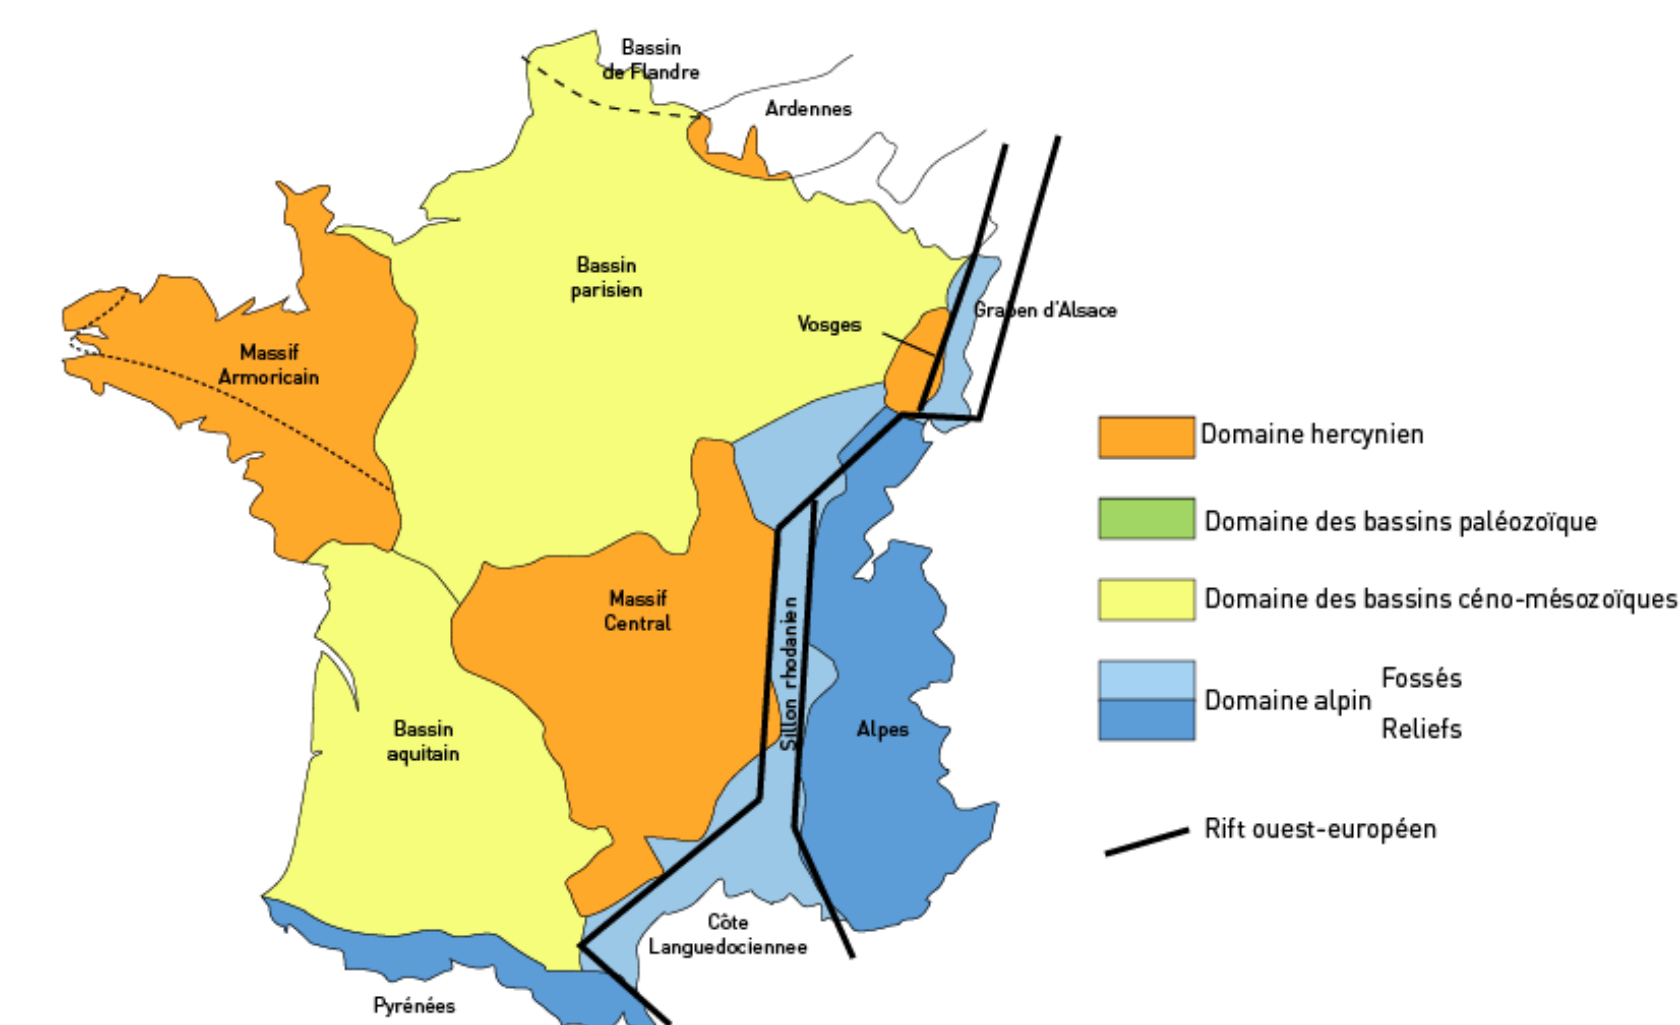 Bassin
de Flandre
Ardennes
Bassin
parisien
Graben d'Alsace
Vosges
Massif
Armoricain
Massif
Central
Sillon rhodanien
Bassin
aquitain
Alpes
Côte
Languedociennee
Pyrénées
Domaine hercynien
Domaine des bassins paléozoïque
Domaine des bassins céno-mésozoïques
Domaine alpin
Fossés
Reliefs
Rift ouest-européen